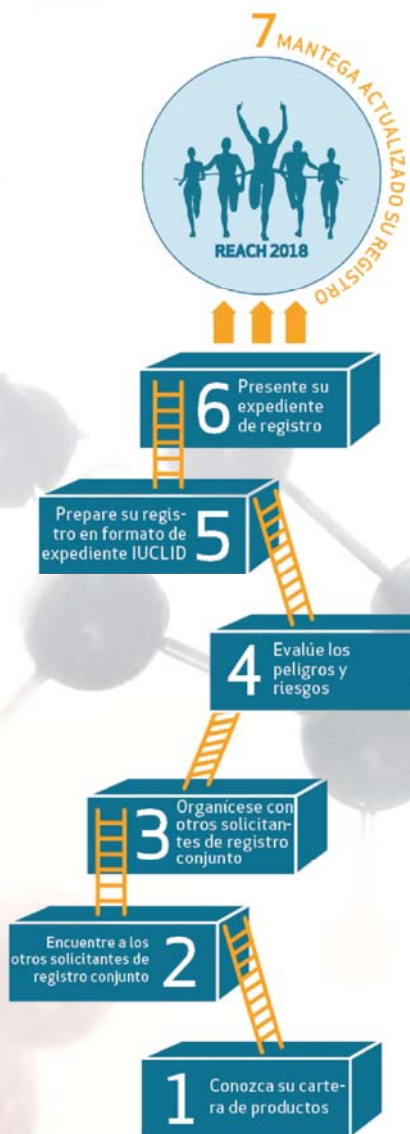 7 MANTEGA ACTUALIZADO SU REGISTRO
REACH 2018
6
Presente su
expediente
de registro
Prepare su regis-
tro en formato de
expediente IUCLID
5
4
Evalúe los
peligros y
riesgos
3
Organícese con
otros solicitan-
tes de registro
conjunto
Encuentre a los
otros solicitantes de
registro conjunto
2
1
Conozca su carte-
ra de productos